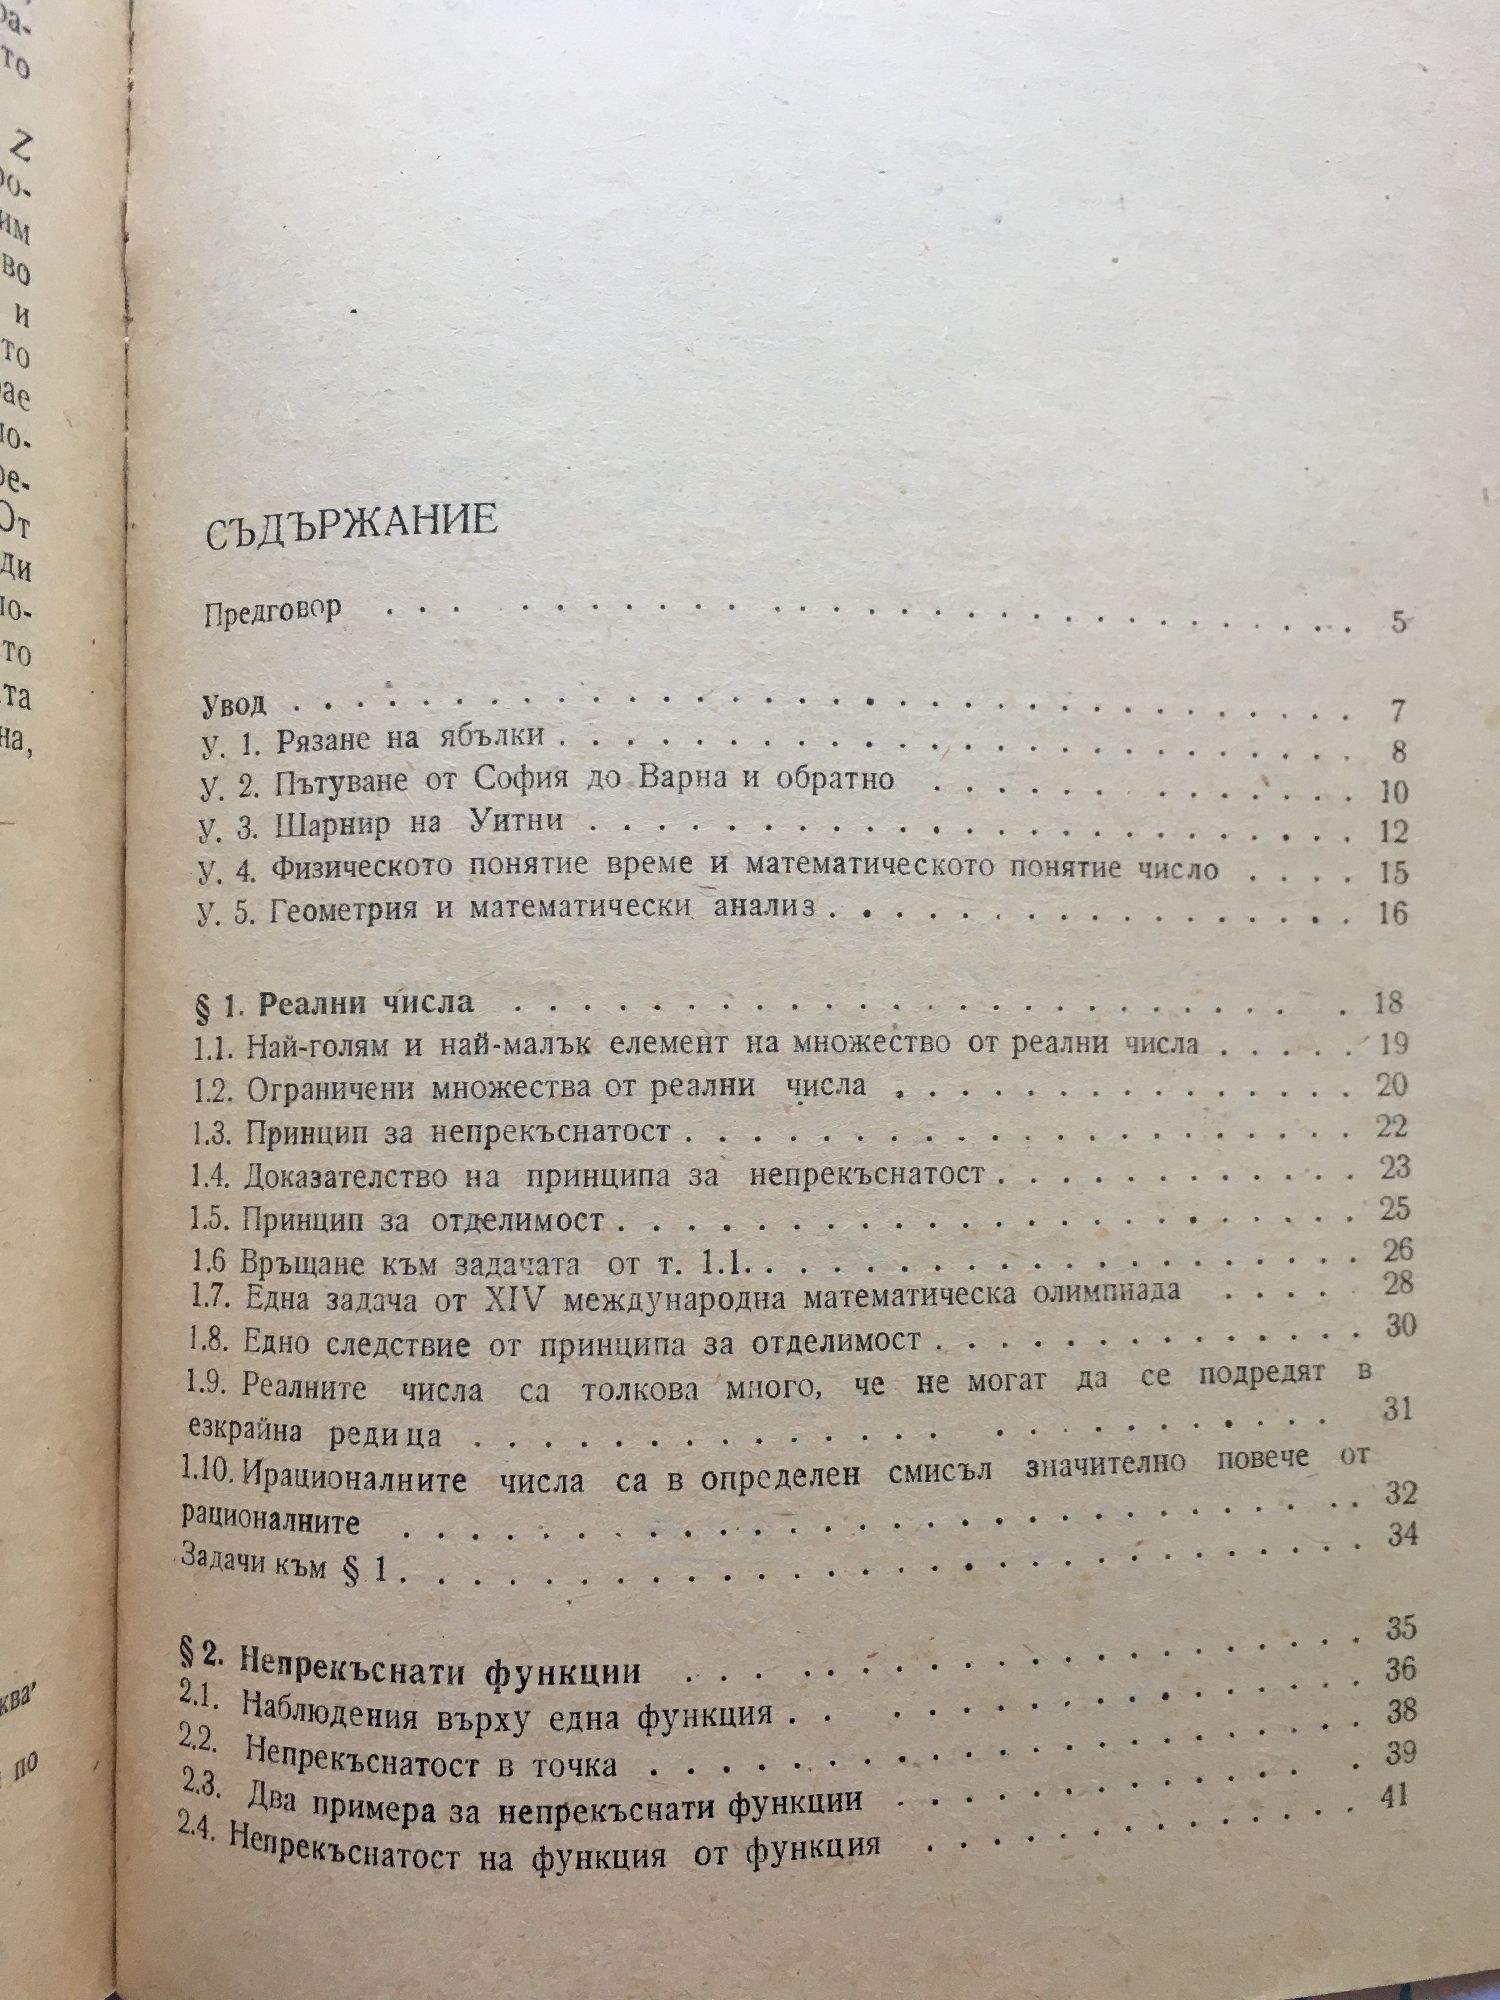 СЪДЪРЖАНИЕ
Предговор . . . . . . . . . . . . . . . . . . . . . . . . 5
Увод . . . . . . . . . . . . . . . . . . . . . . . . 7
У. 1. Рязане на ябълки . . . . . . . . . . . . . . . . 8
У. 2. Пътуване от София до Варна и обратно . . . . . . . . . . . 10
У. 3. Шарнир на Уитни . . . . . . . . . . . . . . . . 12
У. 4. Физическото понятие време и математическото понятие число . . . . 15
У. 5. Геометрия и математически анализ . . . . . . . . . . . . . 16
§ 1. Реални числа . . . . . . . . . . . . . . . . . . . . 18
1.1. Най-голям и най-малък елемент на множество от реални числа . . . . . 19
1.2. Ограничени множества от реални числа . . . . . . . . . . . . 20
1.3. Принцип за непрекъснатост . . . . . . . . . . . . . . . . 22
1.4. Доказателство на принципа за непрекъснатост . . . . . . . . . . . 23
1.5. Принцип за отделимост . . . . . . . . . . . . . . . . . . 25
1.6 Връщане към задачата от т. 1.1. . . . . . . . . . . . . . . . 26
1.7. Една задача от XIV международна математическа олимпиада . . . . 28
1.8. Едно следствие от принципа за отделимост . . . . . . . . . . . . 30
1.9. Реалните числа са толкова много, че не могат да се подредят в
езкрайна редица . . . . . . . . . . . . . . . . . . . . 31
1.10. Ирационалните числа са в определен смисъл значително повече от
рационалните . . . . . . . . . . . . . . . . . . . . 32
Задачи към § 1 . . . . . . . . . . . . . . . . . . . . 34
§ 2. Непрекъснати функции . . . . . . . . . . . . . . . . . 35
2.1. Наблюдения върху една функция . . . . . . . . . . . . . . 36
2.2. Непрекъснатост в точка . . . . . . . . . . . . . . . . . 38
2.3. Два примера за непрекъснати функции . . . . . . . . . . . . 39
2.4. Непрекъснатост на функция от функция . . . . . . . . . . . . 41